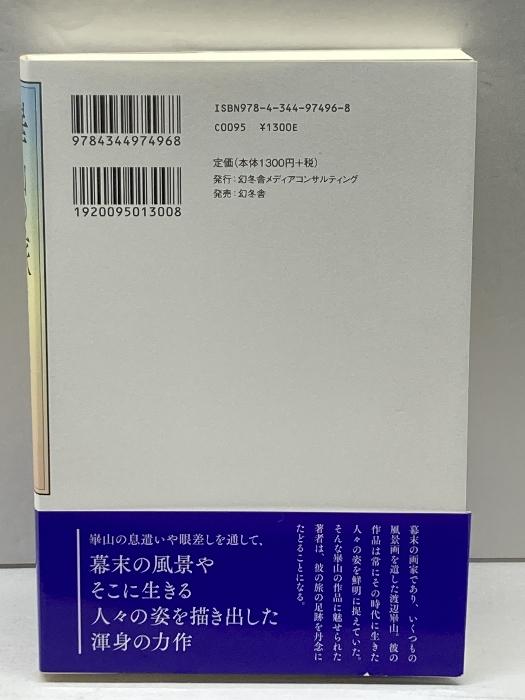 ISBN978-4-344-97496-8
C0095 ¥1300E
9784344974968
定価(本体1300円+税)
発行:幻冬舎メディアコンサルティング
発売:幻冬舎
1920095013008
幕末の画家であり、いくつもの
風景画を遺した渡辺崋山。彼の
作品は常にその時代に生きた
人々の姿を鮮明に捉えていた。
そんな崋山の作品に魅せられた
著者は、彼の旅の足跡を丹念に
たどることになる。
崋山の息遣いや眼差しを通して、
幕末の風景や
そこに生きる
人々の姿を描き出した
渾身の力作